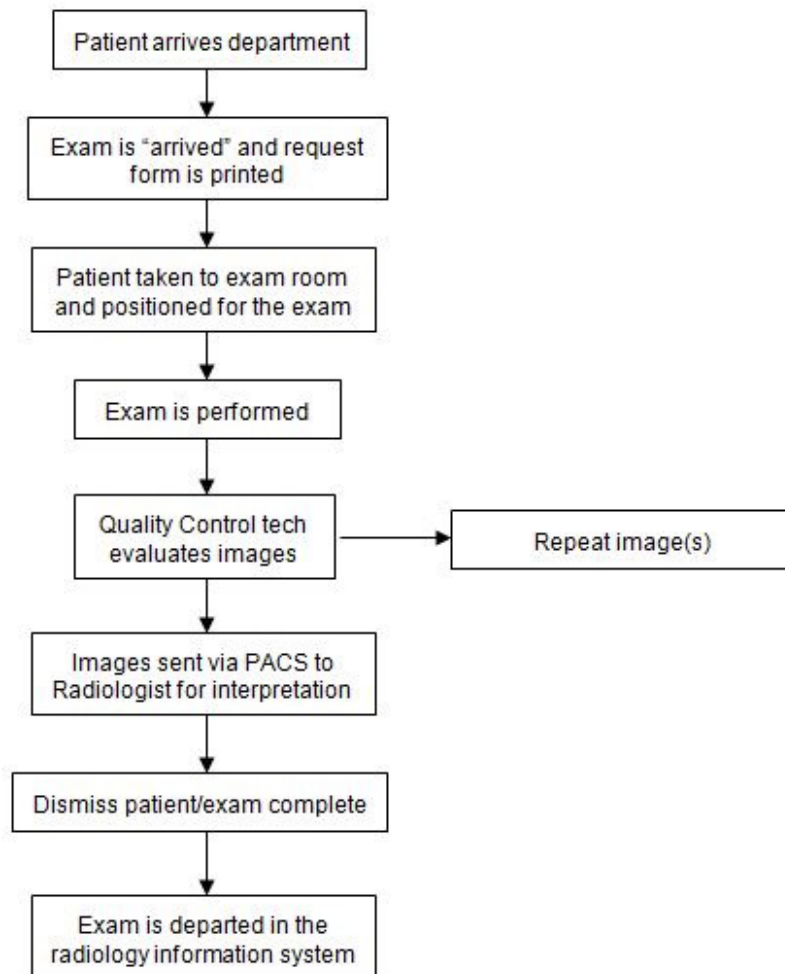 Patient arrives department
Exam is “arrived” and request
form is printed
Patient taken to exam room
and positioned for the exam
Exam is performed
Quality Control tech
evaluates images
Repeat image(s)
Images sent via PACS to
Radiologist for interpretation
Dismiss patient/exam complete
Exam is departed in the
radiology information system